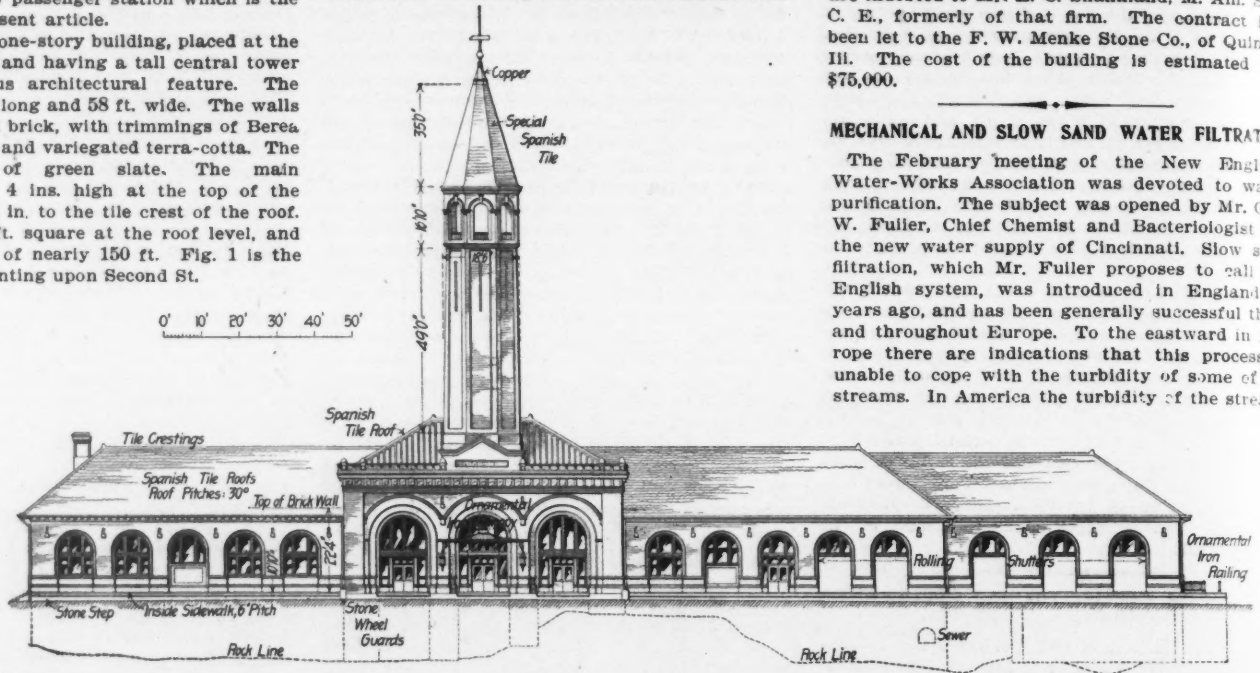 passenger station which is the
sent article.
one-story building, placed at the
and having a tall central tower
us architectural feature. The
long and 58 ft. wide. The walls
brick, with trimmings of Berea
and variegated terra-cotta. The
of green slate. The main
4 ins. high at the top of the
in. to the tile crest of the roof.
ft. square at the roof level, and
of nearly 150 ft. Fig. 1 is the
nting upon Second St.
C. E., formerly of that firm. The contract
been let to the F. W. Menke Stone Co., of Quin
Ill. The cost of the building is estimated
$75,000.
MECHANICAL AND SLOW SAND WATER FILTRAT
The February meeting of the New Engl
Water-Works Association was devoted to wa
purification. The subject was opened by Mr. G
W. Fuller, Chief Chemist and Bacteriologist
the new water supply of Cincinnati. Slow s
filtration, which Mr. Fuller proposes to call
English system, was introduced in England
years ago, and has been generally successful th
and throughout Europe. To the eastward in
rope there are indications that this process
unable to cope with the turbidity of some of
streams. In America the turbidity of the stre
Copper
350"
Special
Spanish
Tile
490"
0' 10' 20' 30' 40' 50'
Spanish
Tile Roof
Tile Crestings
Spanish Tile Roofs
Roof Pitches: 30°
Top of Brick Wall
Ornamental
Rolling Shutters
Ornamental
Iron
Railing
Stone Step
Inside Sidewalk, 6" Pitch
Stone
Wheel
Guards
Sewer
Rock Line
Rock Line